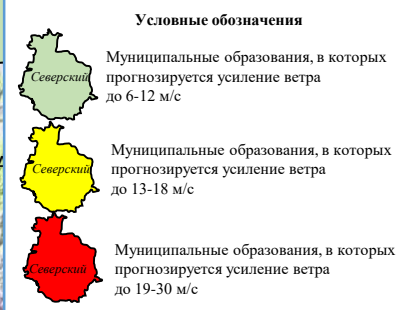 Условные обозначения
Муниципальные образования, в которых
Северский
прогнозируется усиление ветра
до 6-12 м/с
Муниципальные образования, в которых
Северский
прогнозируется усиление ветра
до 13-18 м/с
Муниципальные образования, в которых
Северский
прогнозируется усиление ветра
до 19-30 м/с